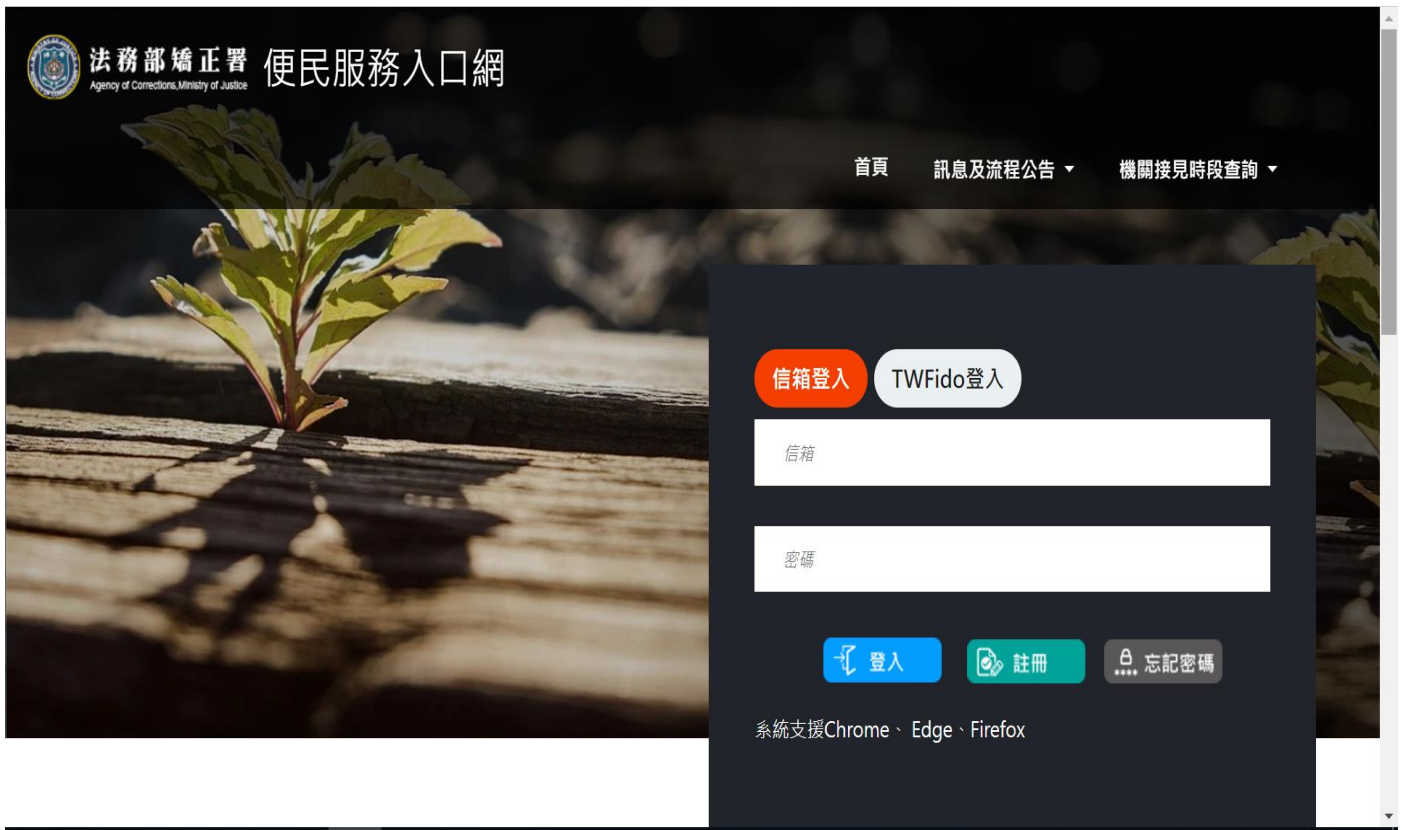 法務部矯正署 便民服務入口網
Agency of Corrections,Ministry of Justice
首頁 訊息及流程公告 機關接見時段查詢
信箱登入 TWFido登入
信箱
密碼
登入 註冊 忘記密碼
系統支援Chrome、 Edge、Firefox